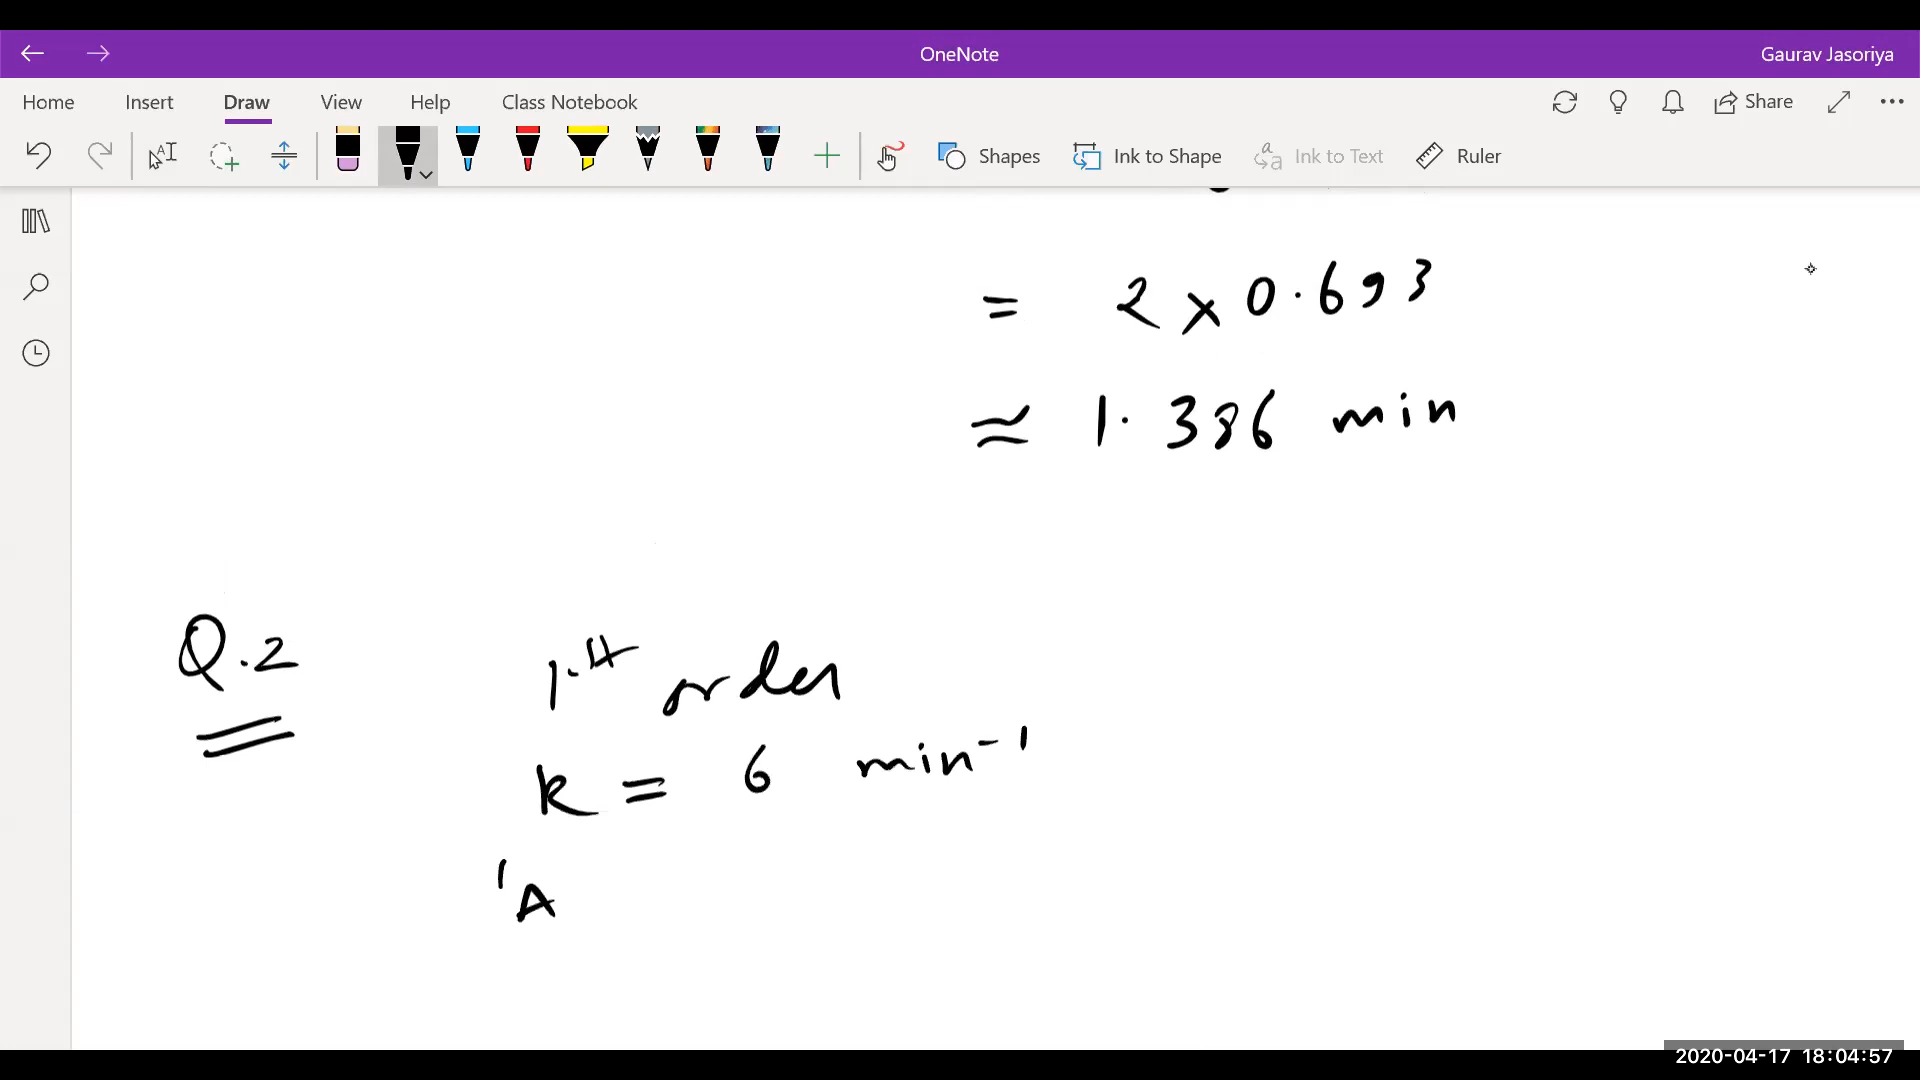 OneNote
Gaurav Jasoriya
Home Insert Draw View Help Class Notebook Share
Shapes Ink to Shape Ink to Text Ruler
= 2 x 0.693
≈ 1.386 min
Q.2 1st order
k = 6 min-1
'A
2020-04-17 18:04:57